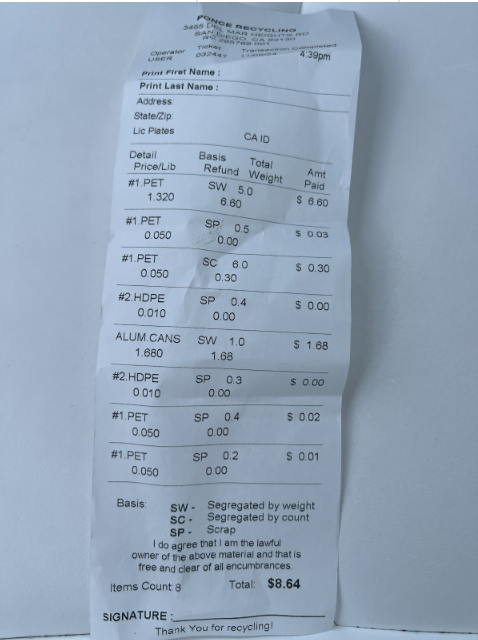 PONCE RECYCLING
3455 DEL MAR HEIGHTS RD
SAN DIEGO, CA 92130
Operator Ticket Transaction Completed
USER 4:39pm
Print First Name :
Print Last Name :
Address:
State/Zip:
Lic Plates CA ID
Detail Basis Total Amt
Price/Lib Refund Weight Paid
#1.PET SW 5.0 $ 6.60
1.320 6.60
#1.PET SP 0.5 $ 0.03
0.050 0.00
#1.PET SC 6.0 $ 0.30
0.050 0.30
#2.HDPE SP 0.4 $ 0.00
0.010 0.00
ALUM.CANS SW 1.0 $ 1.68
1.680 1.68
#2.HDPE SP 0.3 $ 0.00
0.010 0.00
#1.PET SP 0.4 $ 0.02
0.050 0.00
#1.PET SP 0.2 $ 0.01
0.050 0.00
Basis: SW - Segregated by weight
SC - Segregated by count
SP - Scrap
I do agree that I am the lawful
owner of the above material and that is
free and clear of all encumbrances.
Items Count: 8 Total: $8.64
SIGNATURE :
Thank You for recycling!